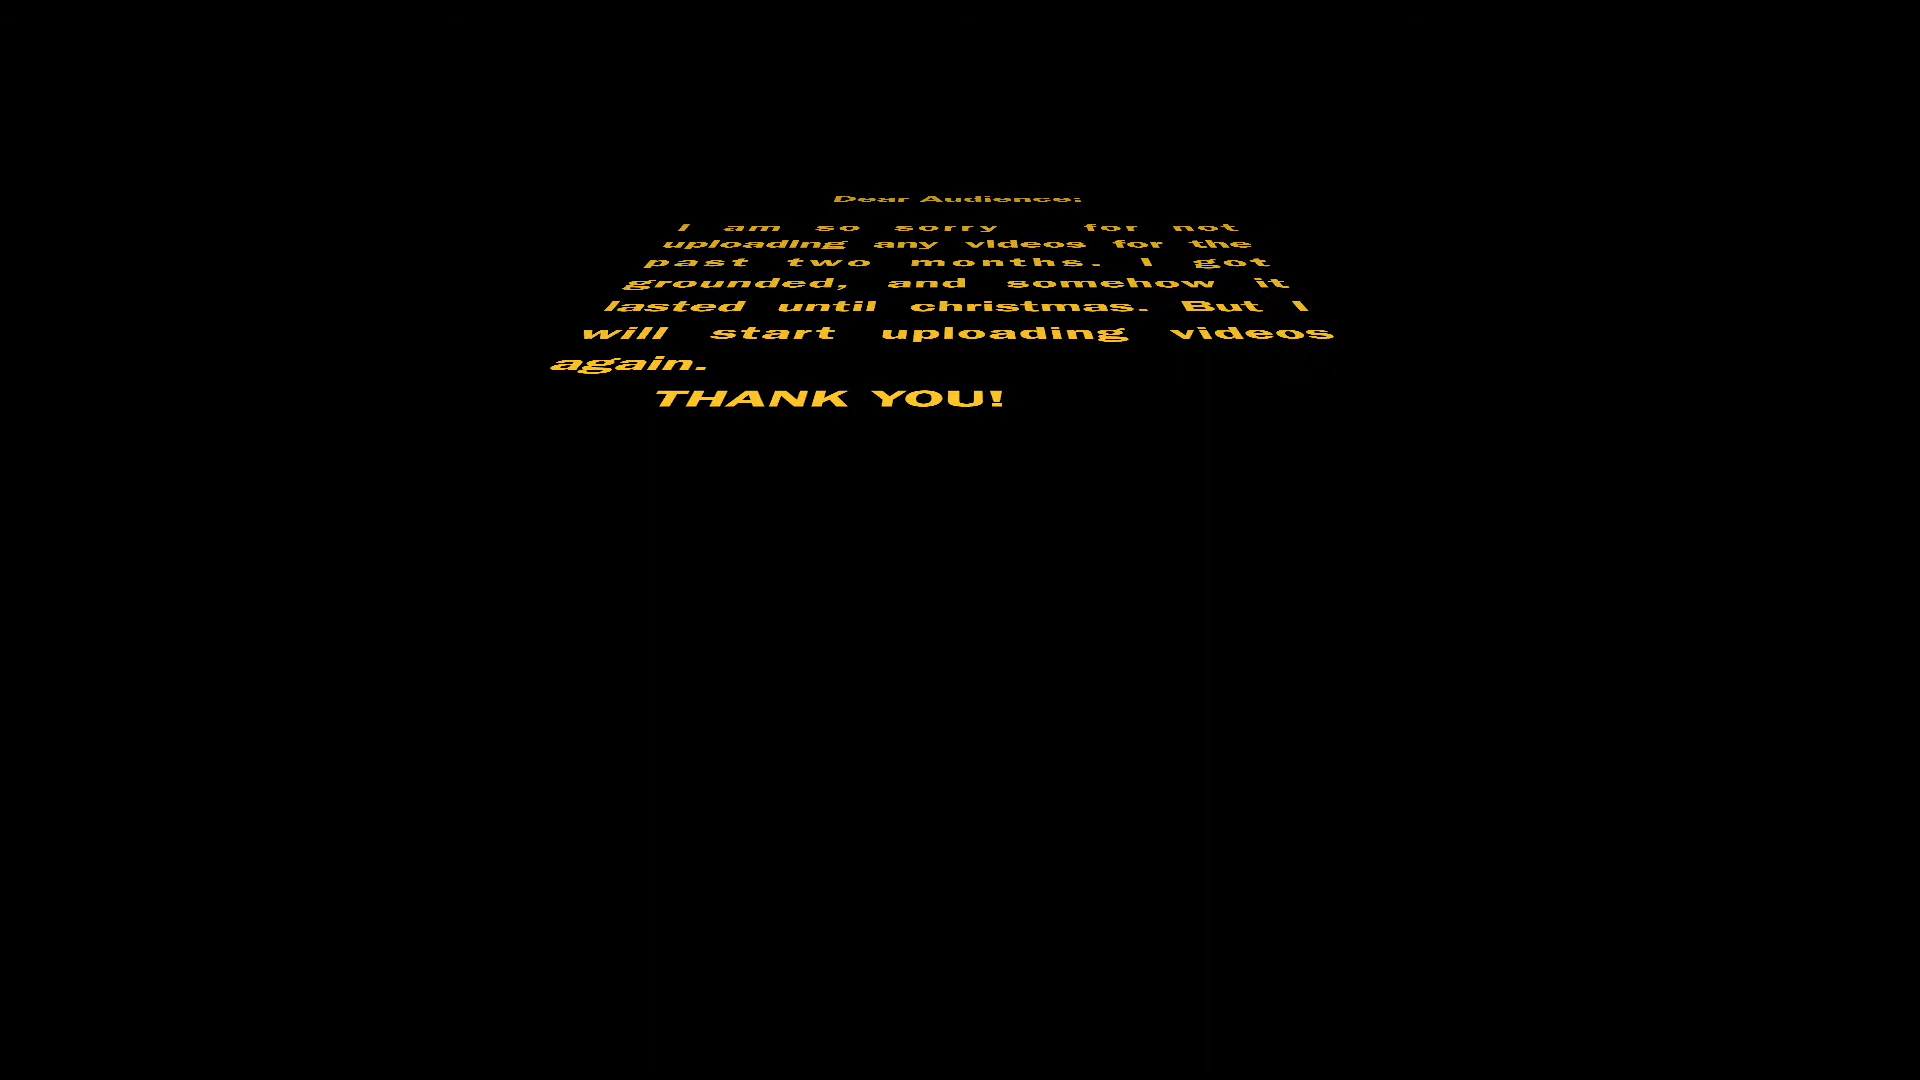 Dear Audience:
I am so sorry for not
uploading any videos for the
past two months. I got
grounded, and somehow it
lasted until christmas. But I
will start uploading videos
again.
THANK YOU!